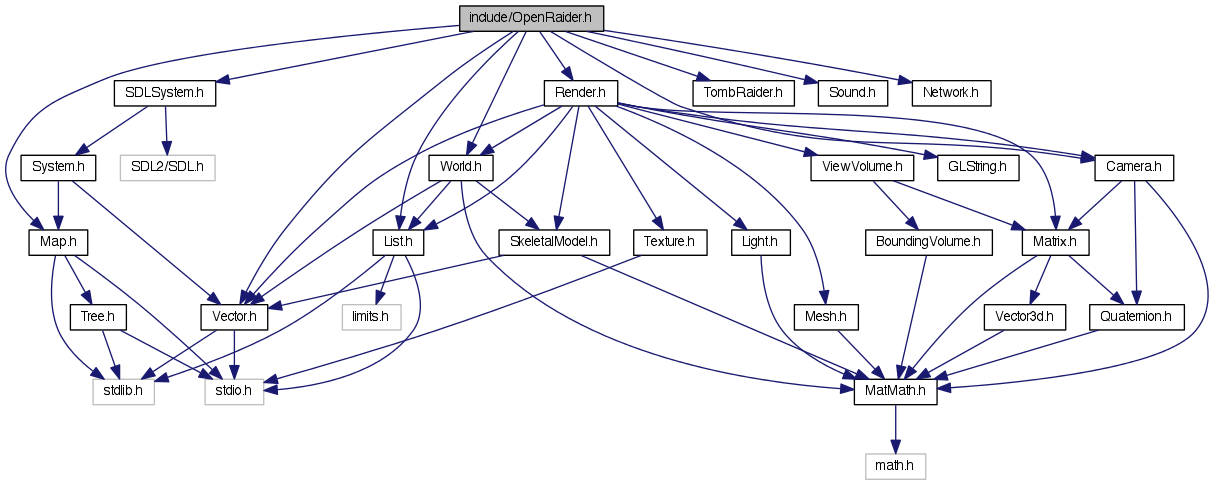 include/OpenRaider.h
SDLSystem.h
Render.h
TombRaider.h
Sound.h
Network.h
System.h
SDL2/SDL.h
World.h
ViewVolume.h
GLString.h
Camera.h
Map.h
List.h
SkeletalModel.h
Texture.h
Light.h
BoundingVolume.h
Matrix.h
Tree.h
Vector.h
limits.h
Mesh.h
Vector3d.h
Quaternion.h
stdlib.h
stdio.h
MatMath.h
math.h